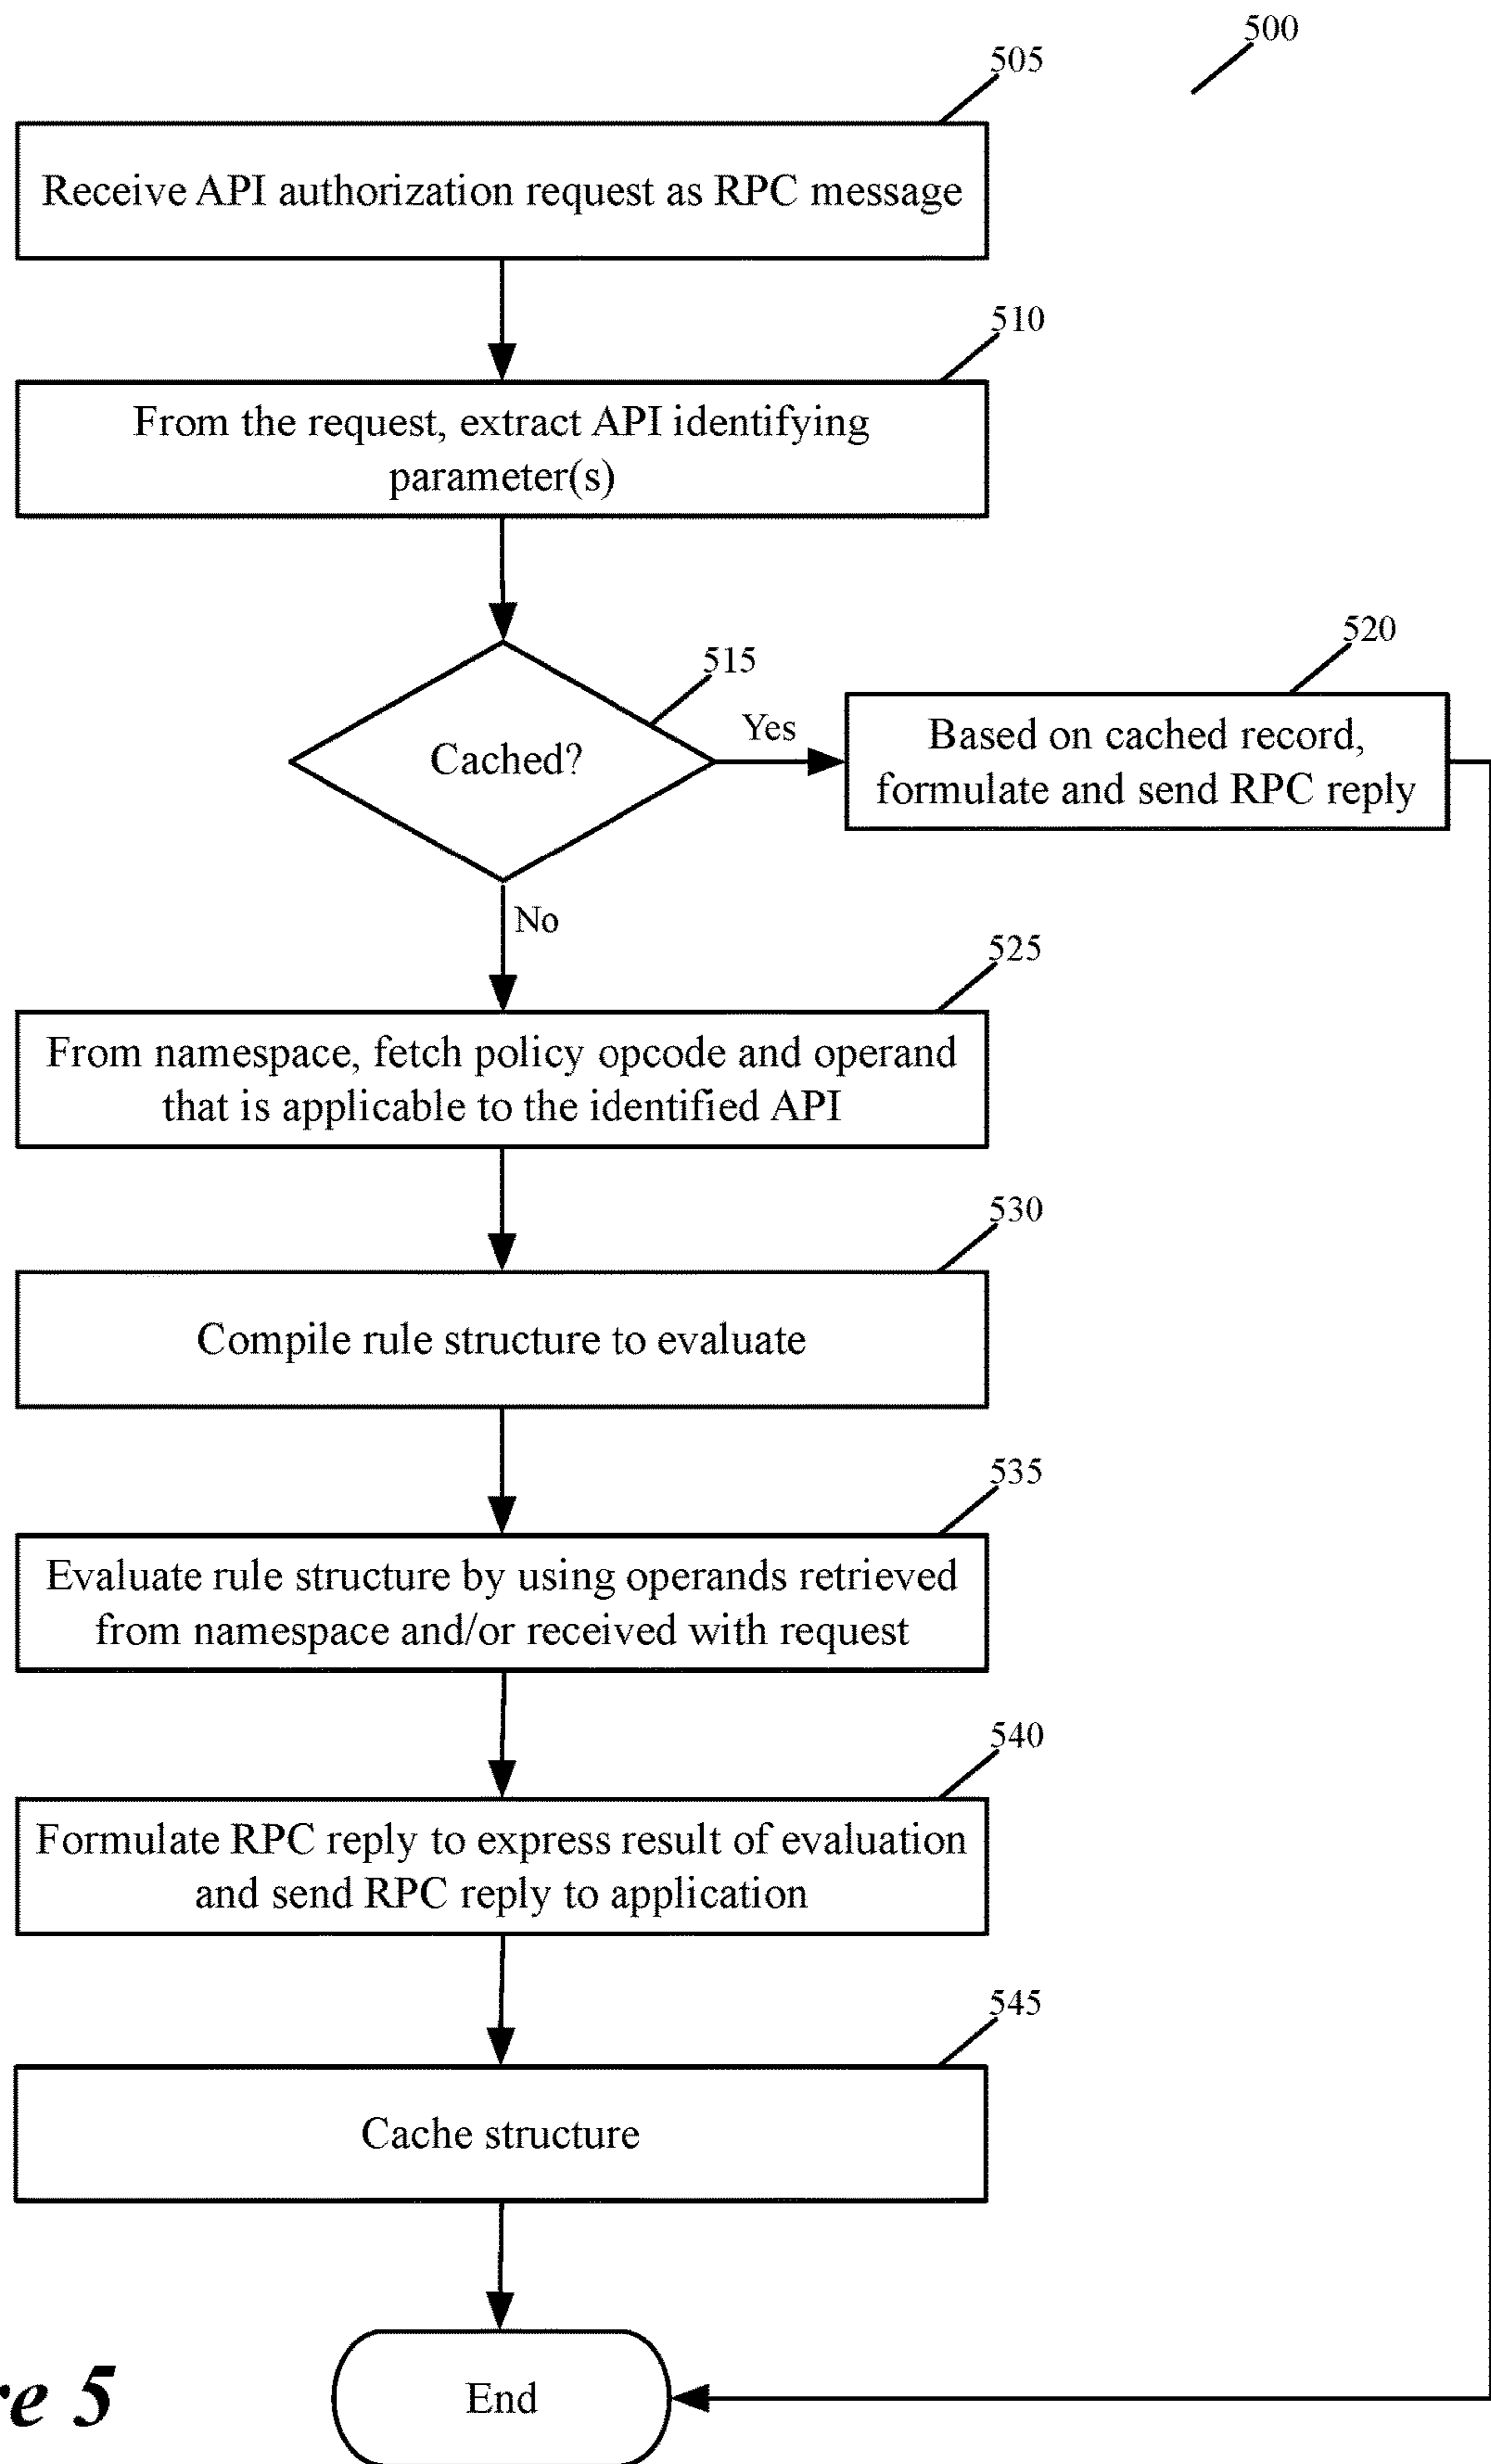 500
505
Receive API authorization request as RPC message
510
From the request, extract API identifying
parameter(s)
515
Cached?
Yes
520
Based on cached record,
formulate and send RPC reply
No
525
From namespace, fetch policy opcode and operand
that is applicable to the identified API
530
Compile rule structure to evaluate
535
Evaluate rule structure by using operands retrieved
from namespace and/or received with request
540
Formulate RPC reply to express result of evaluation
and send RPC reply to application
545
Cache structure
End
re 5